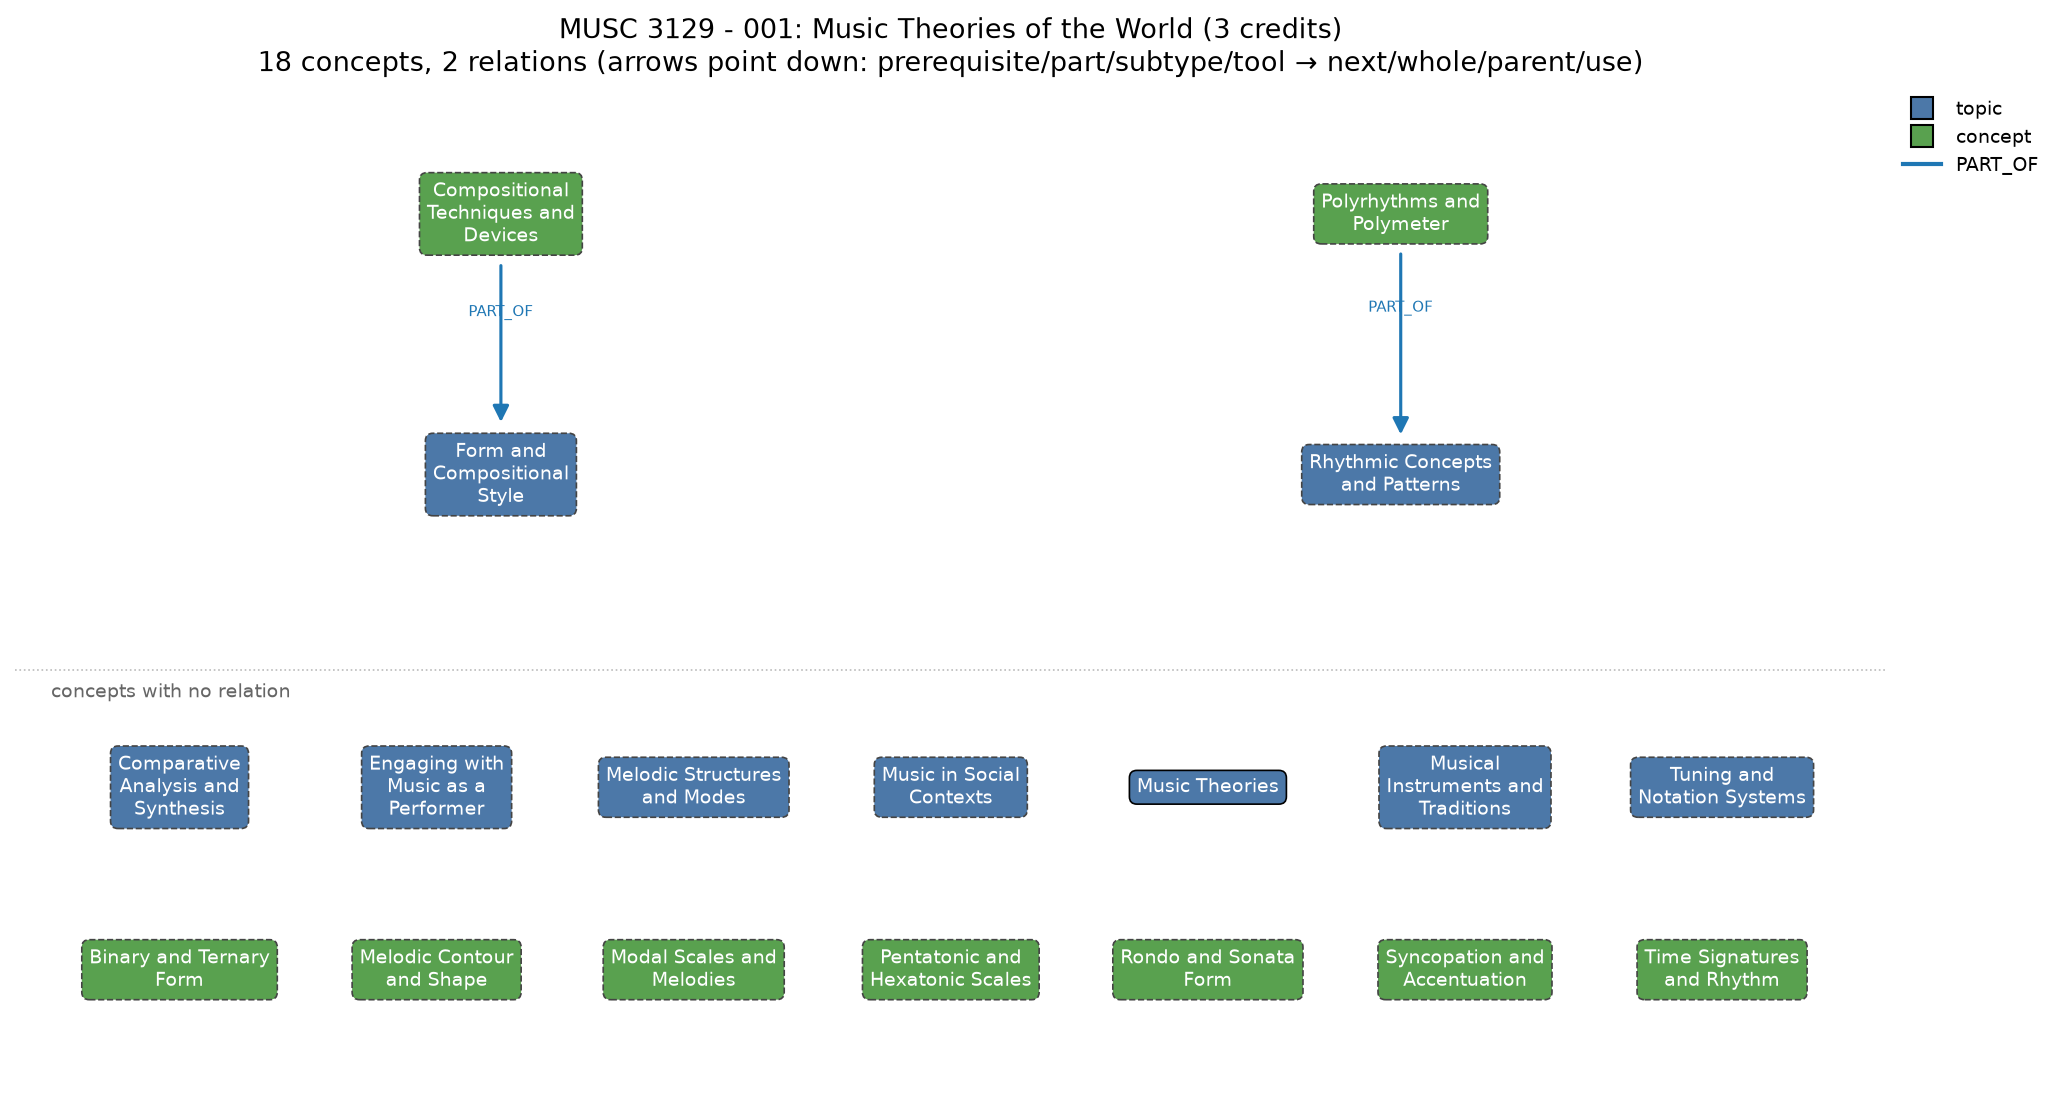 MUSC 3129 - 001: Music Theories of the World (3 credits)
18 concepts, 2 relations (arrows point down: prerequisite/part/subtype/tool → next/whole/parent/use)
topic
concept
PART_OF
Compositional
Techniques and
Devices
Polyrhythms and
Polymeter
PART_OF
PART_OF
Form and
Compositional
Style
Rhythmic Concepts
and Patterns
concepts with no relation
Comparative
Analysis and
Synthesis
Engaging with
Music as a
Performer
Melodic Structures
and Modes
Music in Social
Contexts
Music Theories
Musical
Instruments and
Traditions
Tuning and
Notation Systems
Binary and Ternary
Form
Melodic Contour
and Shape
Modal Scales and
Melodies
Pentatonic and
Hexatonic Scales
Rondo and Sonata
Form
Syncopation and
Accentuation
Time Signatures
and Rhythm